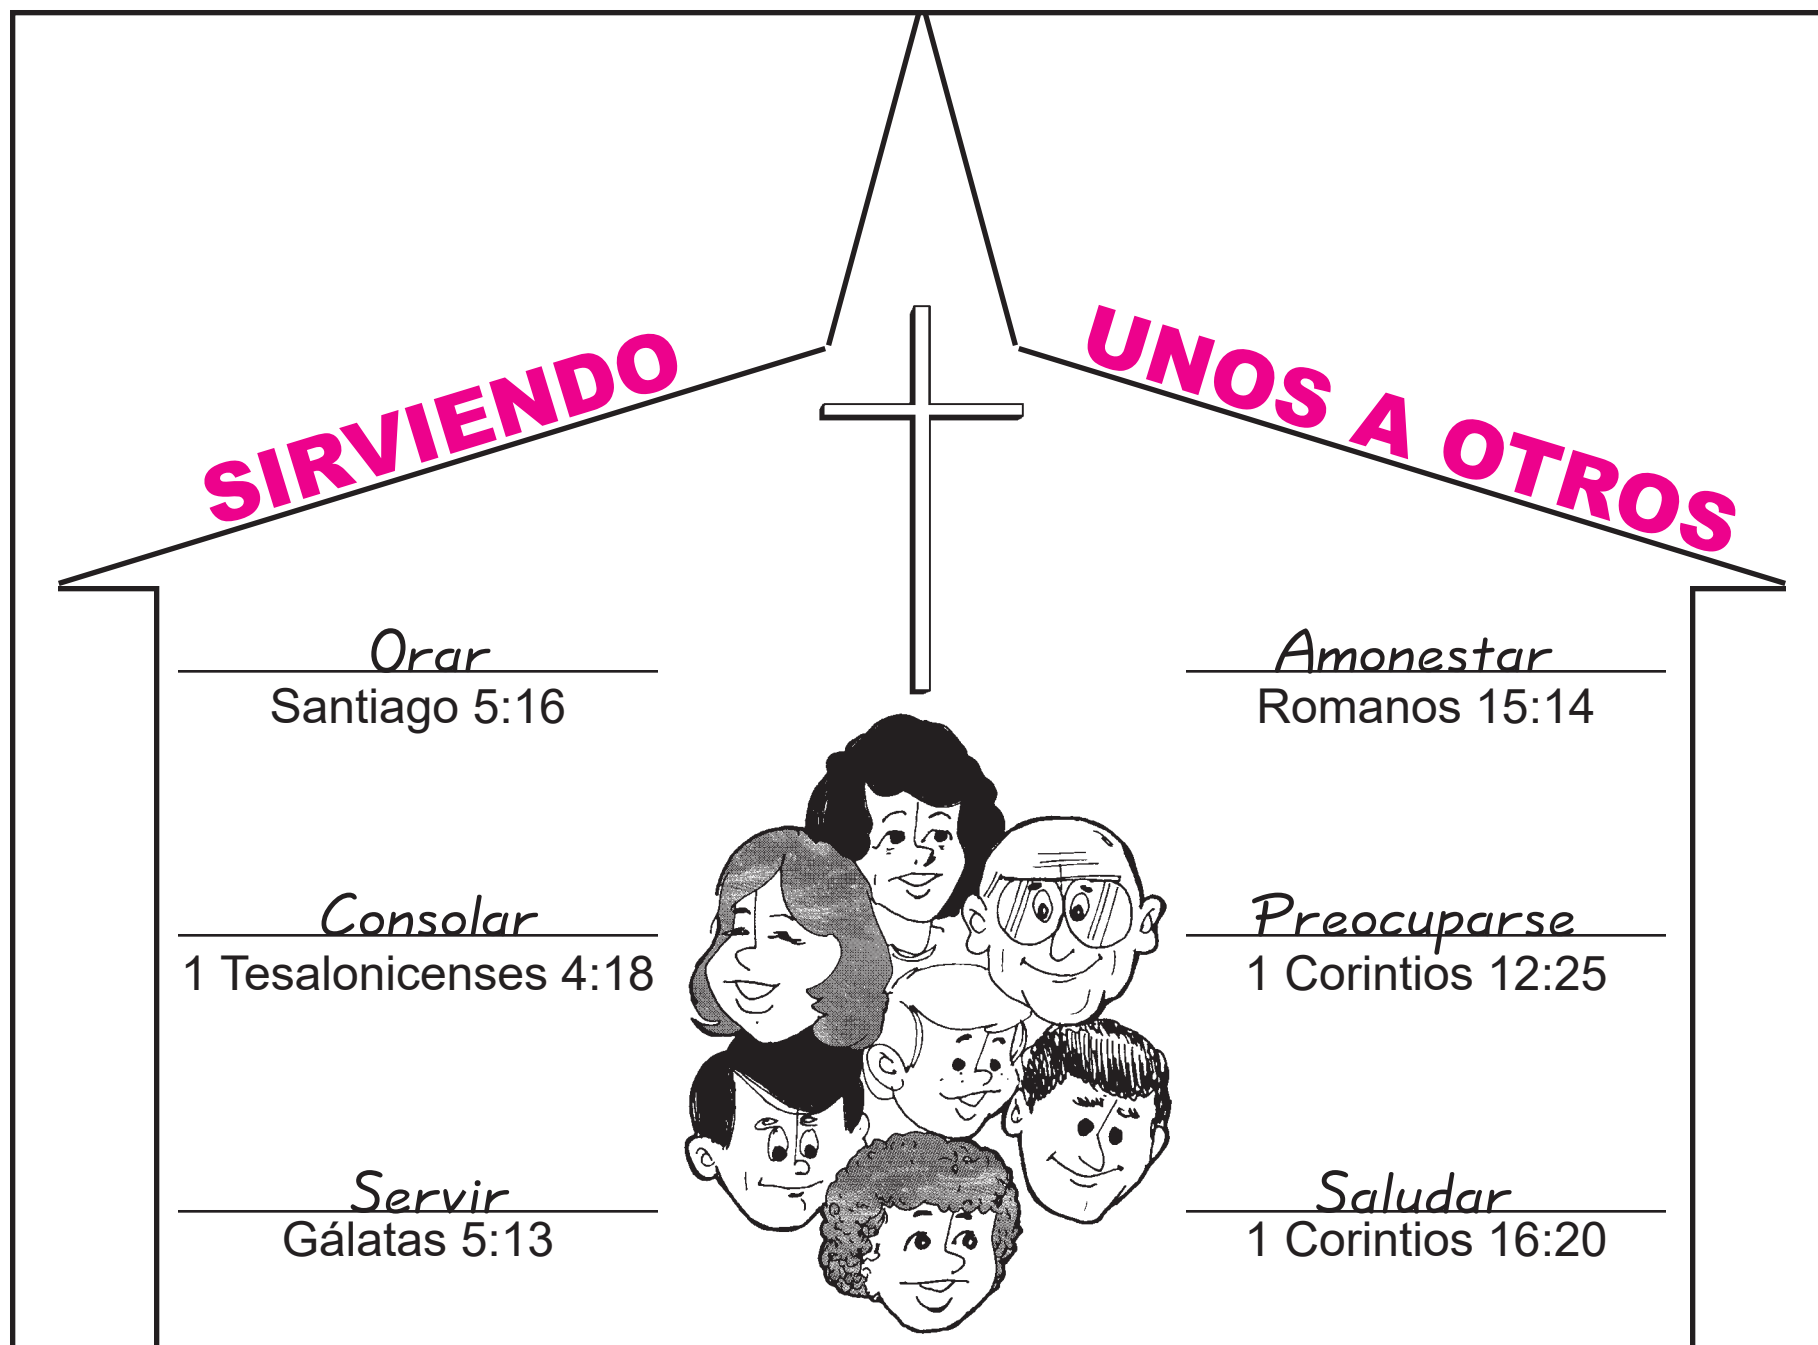 SIRVIENDO
UNOS A OTROS
Orar
Santiago 5:16
Consolar
1 Tesalonicenses 4:18
Servir
Gálatas 5:13
Amonestar
Romanos 15:14
Preocuparse
1 Corintios 12:25
Saludar
1 Corintios 16:20